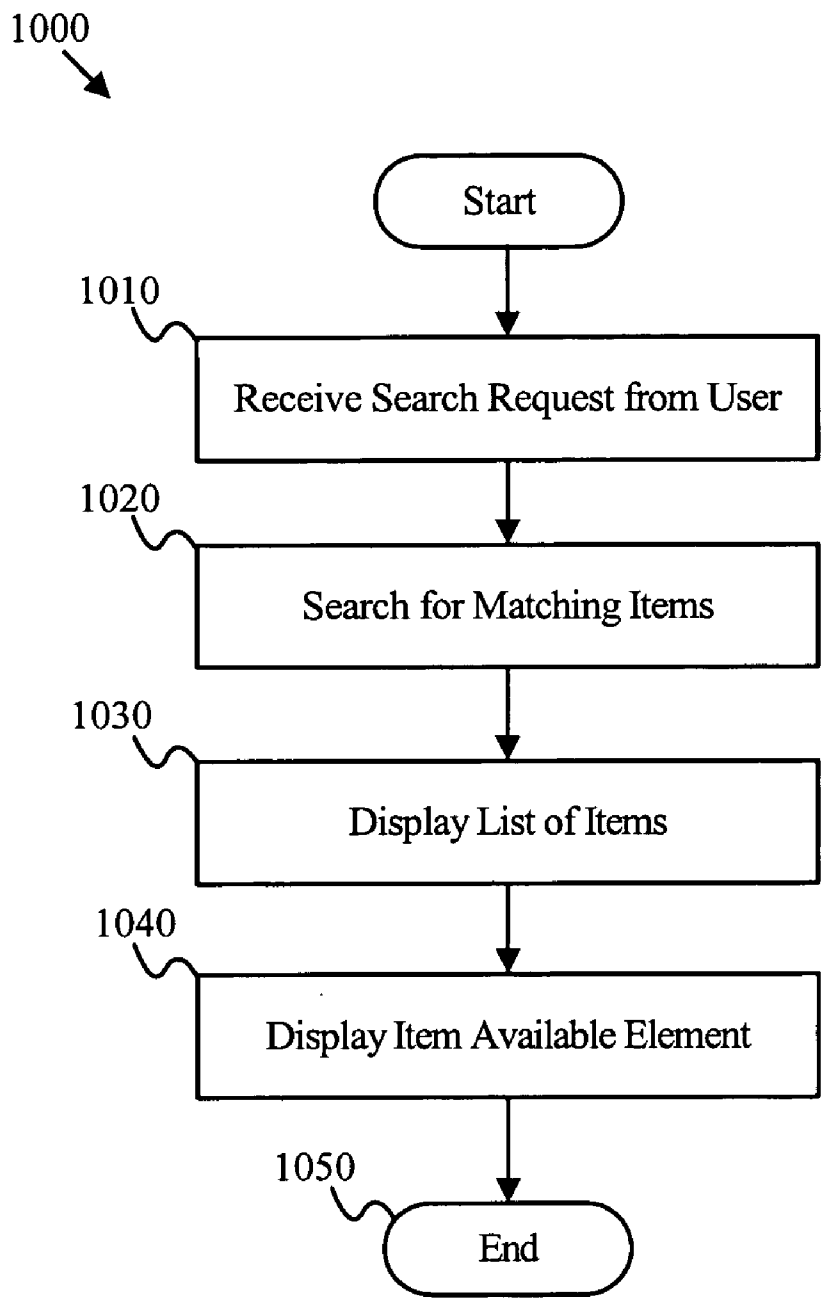 1000
Start
1010
Receive Search Request from User
1020
Search for Matching Items
1030
Display List of Items
1040
Display Item Available Element
1050
End